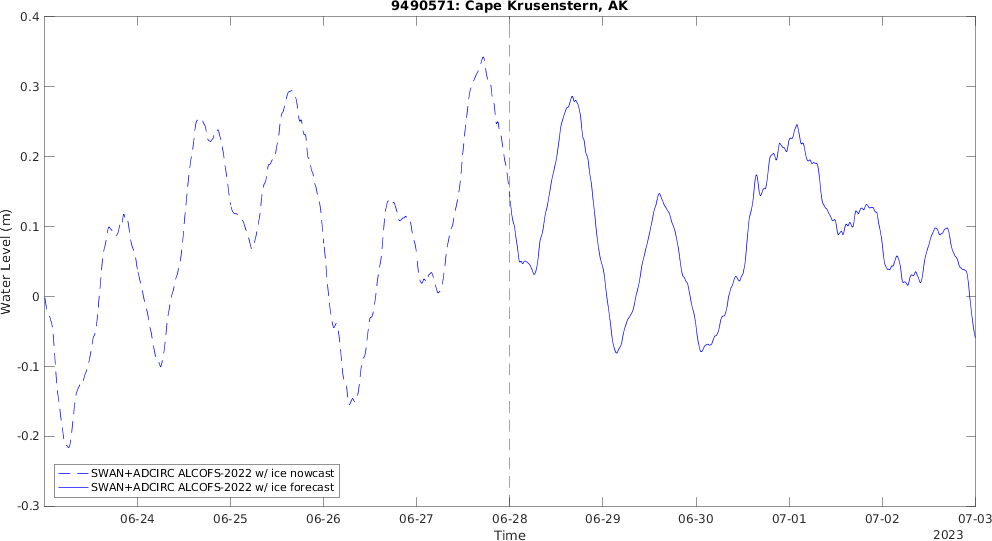 9490571: Cape Krusenstern, AK
0.4
0.3
0.2
0.1
0
-0.1
-0.2
-0.3
Water Level (m)
SWAN+ADCIRC ALCOFS-2022 w/ ice nowcast
SWAN+ADCIRC ALCOFS-2022 w/ ice forecast
06-24 06-25 06-26 06-27 06-28 06-29 06-30 07-01 07-02 07-03
Time
2023